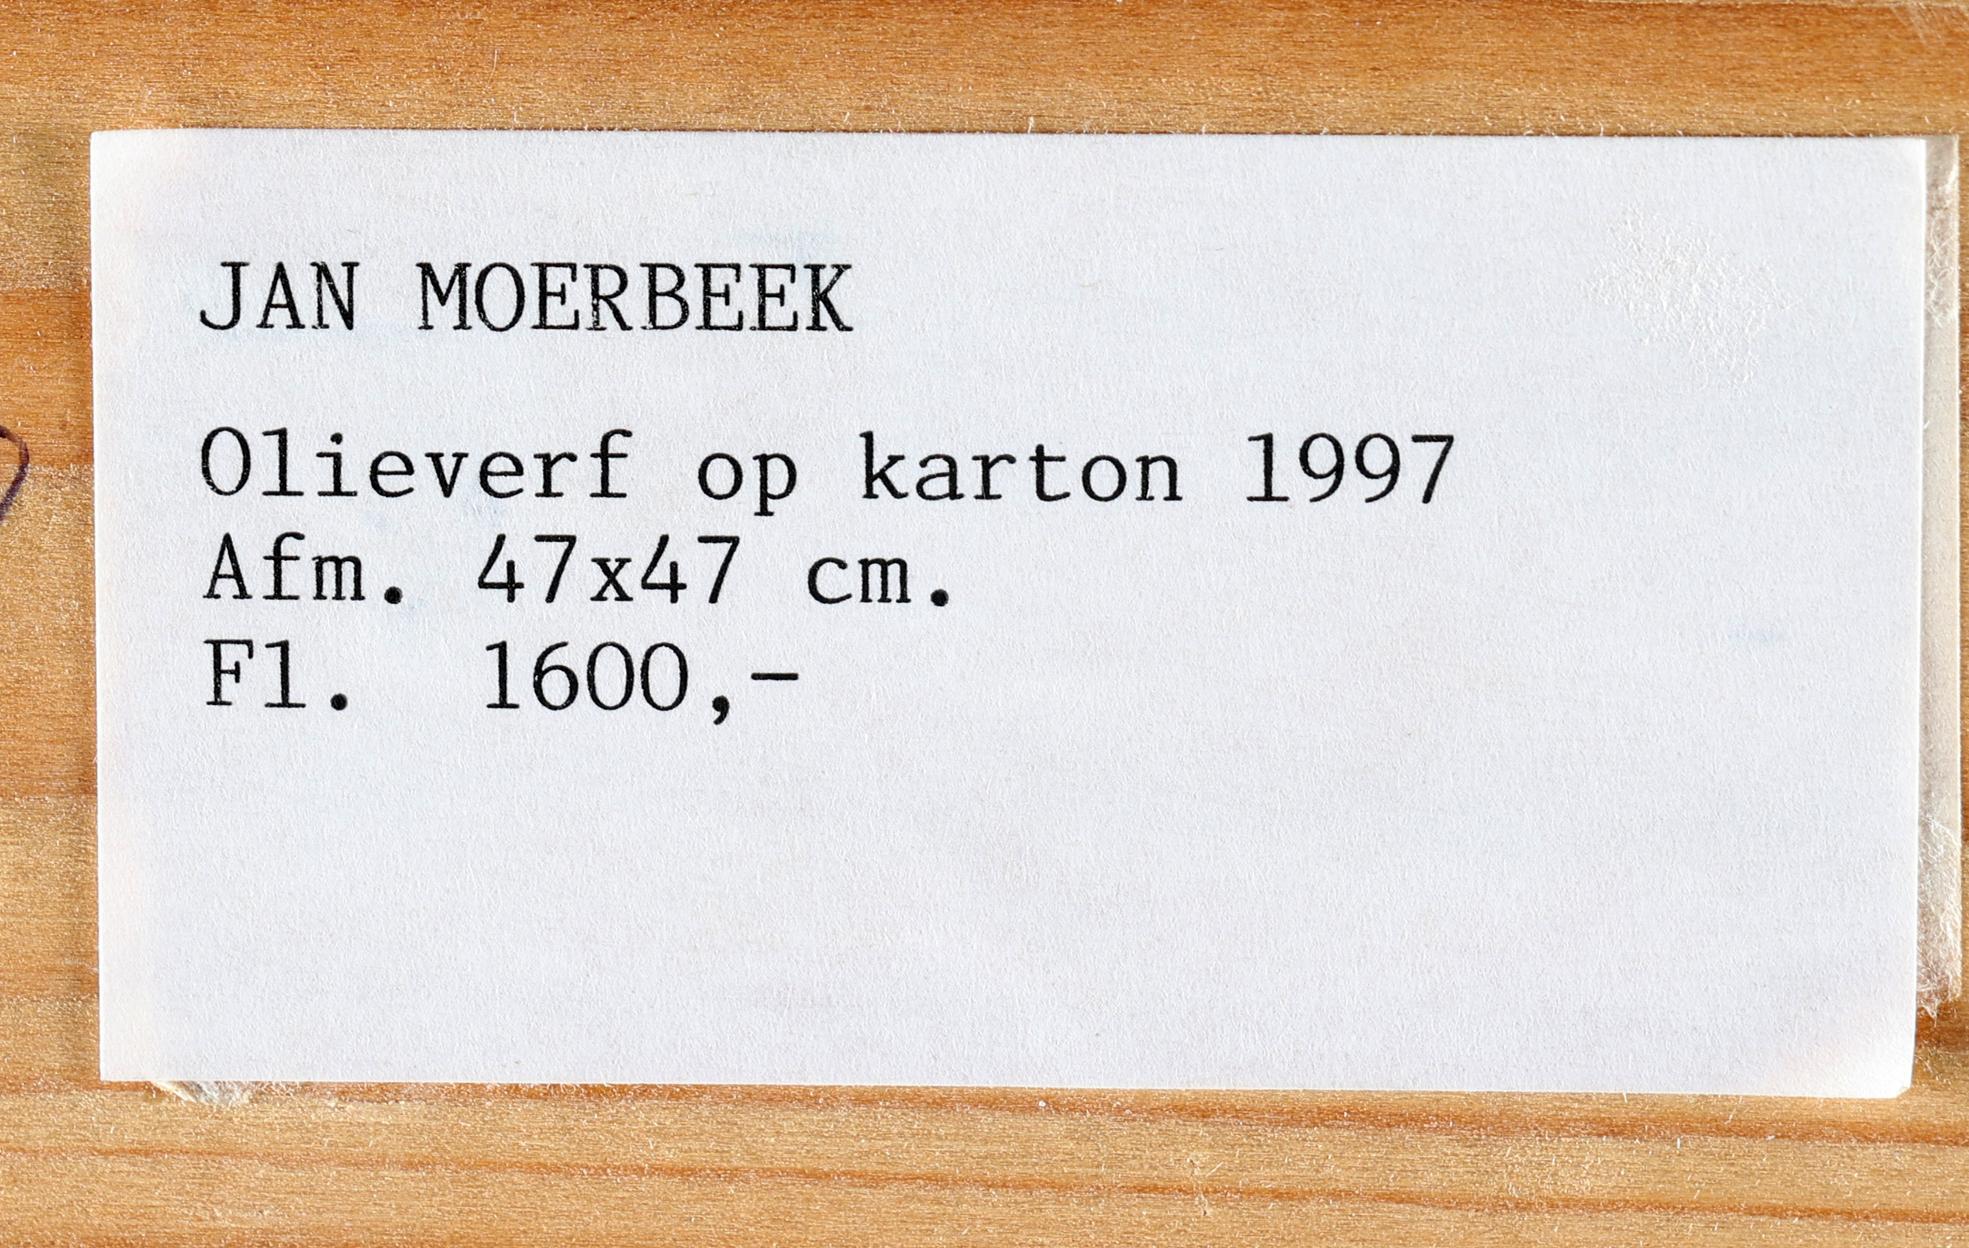 JAN MOERBEEK
Olieverf op karton 1997
Afm. 47x47 cm.
Fl. 1600,-